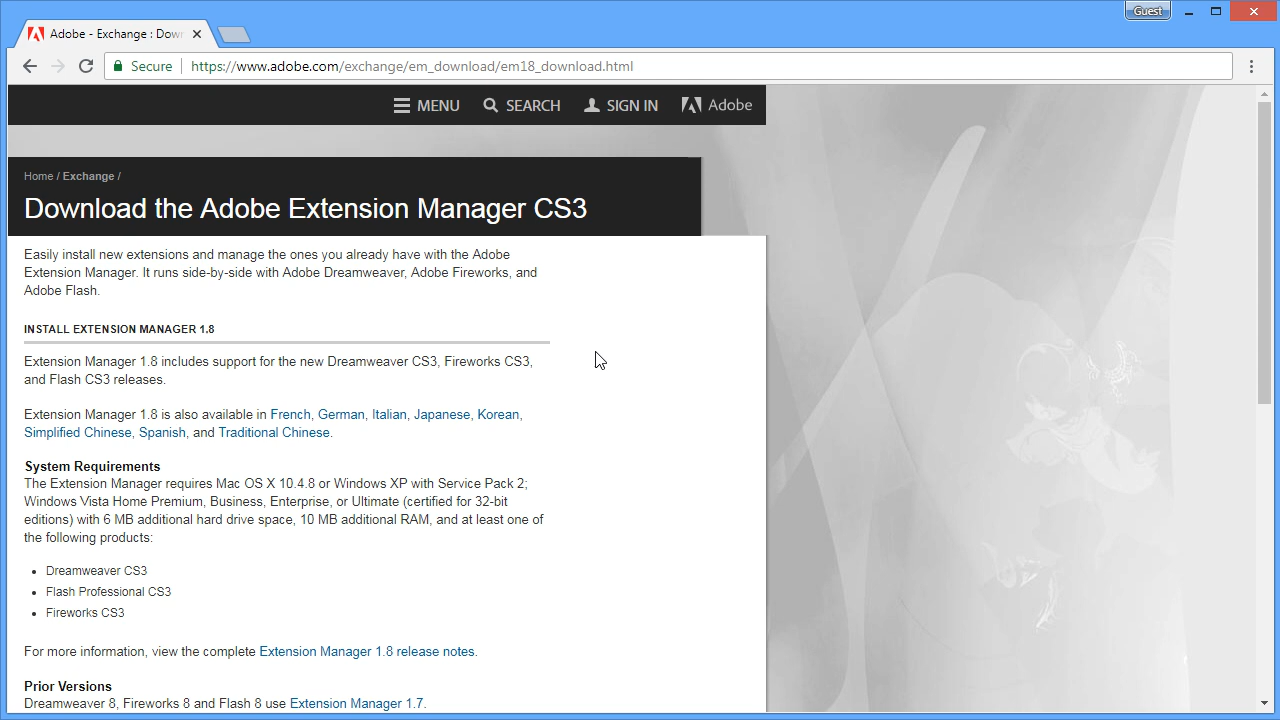 Guest
Adobe - Exchange : Dow
Secure
https://www.adobe.com/exchange/em_download/em18_download.html
MENU SEARCH SIGN IN Adobe
Home / Exchange /
Download the Adobe Extension Manager CS3
Easily install new extensions and manage the ones you already have with the Adobe
Extension Manager. It runs side-by-side with Adobe Dreamweaver, Adobe Fireworks, and
Adobe Flash.
INSTALL EXTENSION MANAGER 1.8
Extension Manager 1.8 includes support for the new Dreamweaver CS3, Fireworks CS3,
and Flash CS3 releases.
Extension Manager 1.8 is also available in French, German, Italian, Japanese, Korean,
Simplified Chinese, Spanish, and Traditional Chinese.
System Requirements
The Extension Manager requires Mac OS X 10.4.8 or Windows XP with Service Pack 2;
Windows Vista Home Premium, Business, Enterprise, or Ultimate (certified for 32-bit
editions) with 6 MB additional hard drive space, 10 MB additional RAM, and at least one of
the following products:
• Dreamweaver CS3
• Flash Professional CS3
• Fireworks CS3
For more information, view the complete Extension Manager 1.8 release notes.
Prior Versions
Dreamweaver 8, Fireworks 8 and Flash 8 use Extension Manager 1.7.